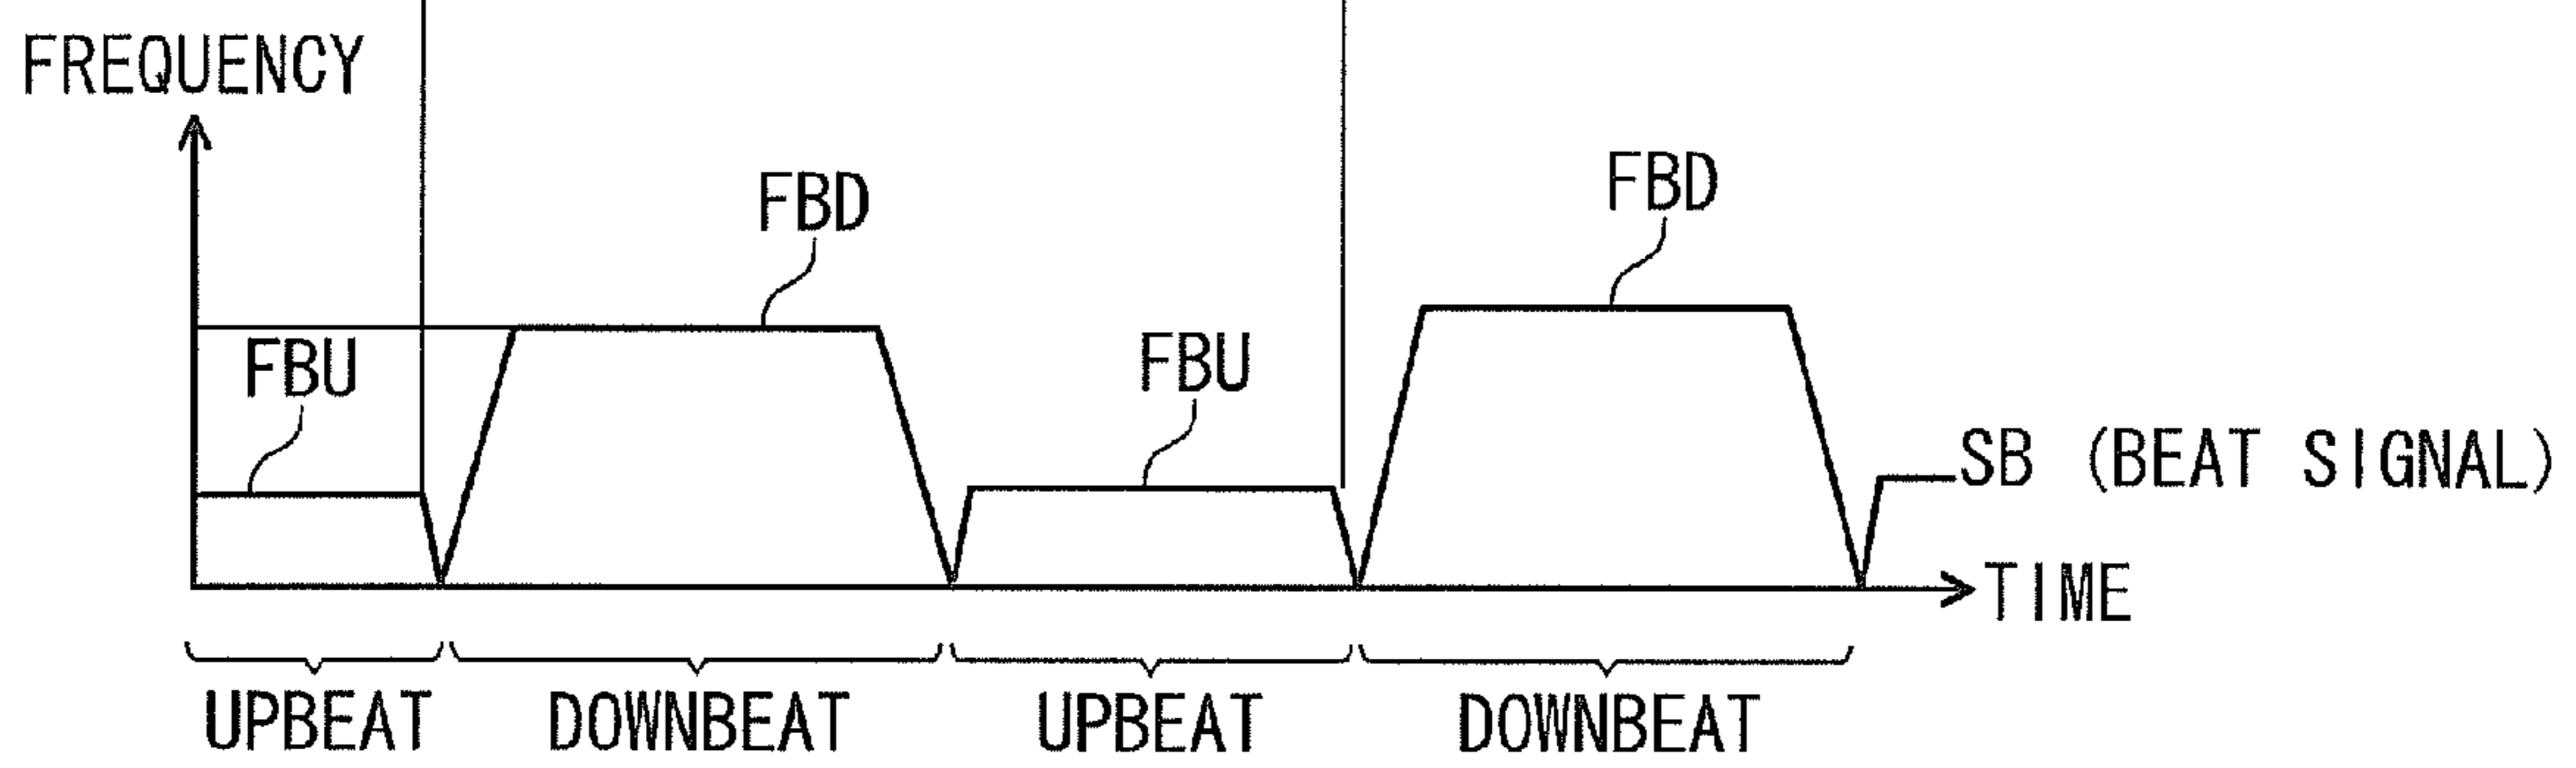 FREQUENCY
FBD
FBD
FBU
FBU
SB (BEAT SIGNAL)
TIME
UPBEAT DOWNBEAT UPBEAT DOWNBEAT